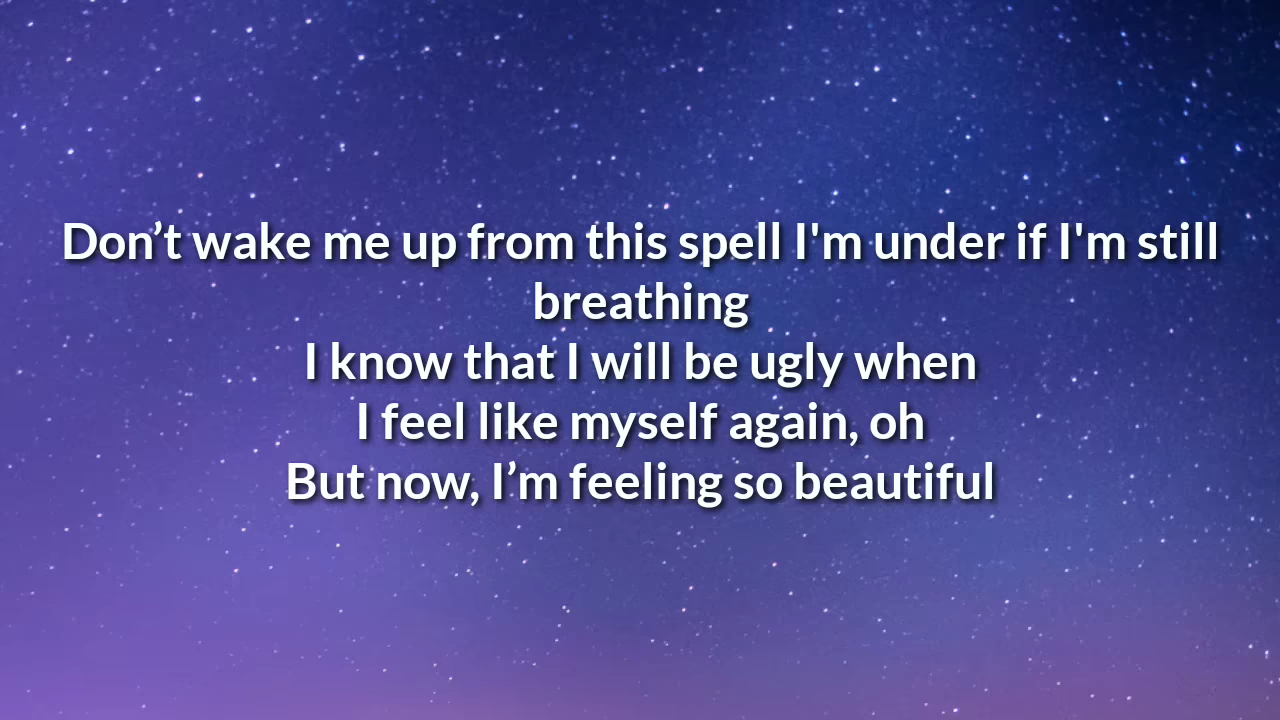 Don’t wake me up from this spell I'm under if I'm still
breathing
I know that I will be ugly when
I feel like myself again, oh
But now, I’m feeling so beautiful